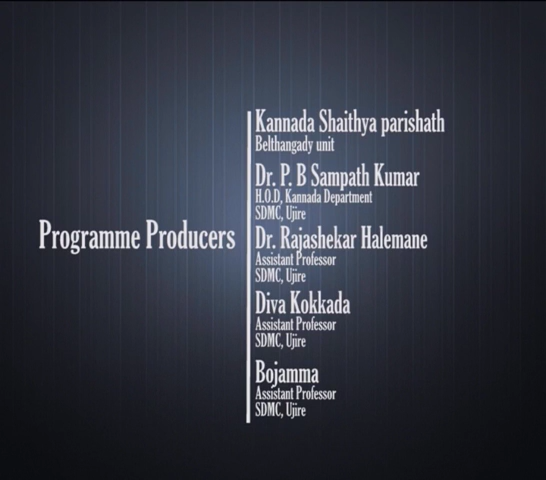 Programme Producers
Kannada Shaithya parishath
Belthangady unit
Dr. P. B Sampath Kumar
H.O.D, Kannada Department
SDMC, Ujire
Dr. Rajashekar Halemane
Assistant Professor
SDMC, Ujire
Diva Kokkada
Assistant Professor
SDMC, Ujire
Bojamma
Assistant Professor
SDMC, Ujire